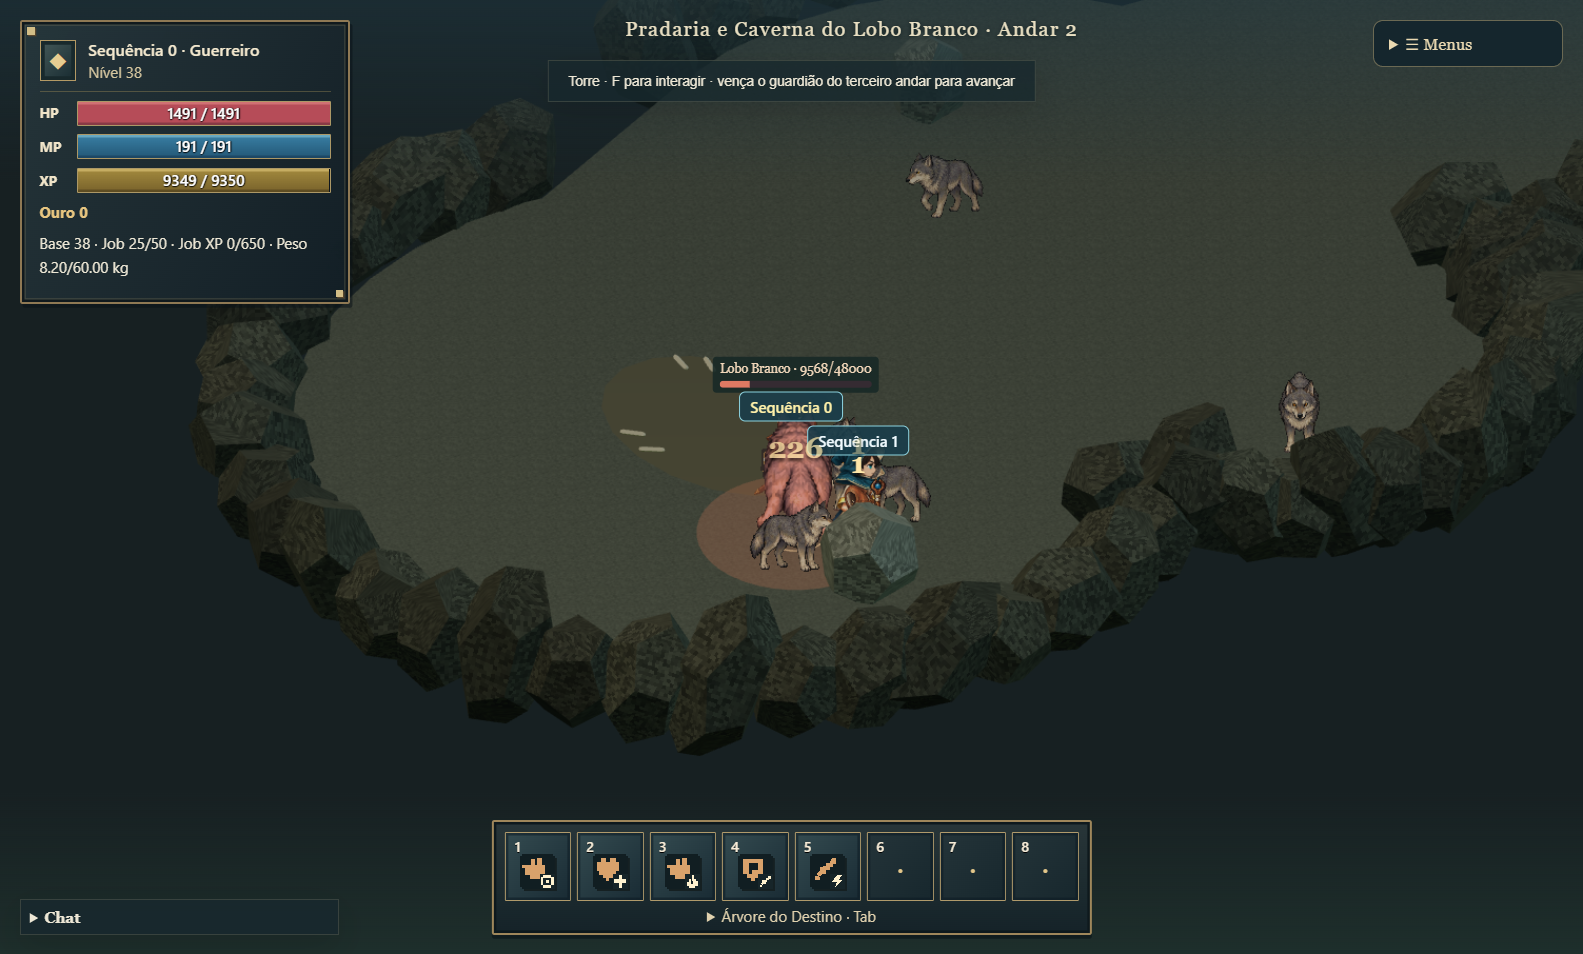 Sequência 0 · Guerreiro
Nível 38
HP 1491 / 1491
MP 191 / 191
XP 9349 / 9350
Ouro 0
Base 38 · Job 25/50 · Job XP 0/650 · Peso
8.20/60.00 kg
Pradaria e Caverna do Lobo Branco · Andar 2
Torre · F para interagir · vença o guardião do terceiro andar para avançar
▶ ☰ Menus
Lobo Branco · 9568/48000
Sequência 0
Sequência 1
226
1
1
1 2 3 4 5 6 7 8
▶ Árvore do Destino · Tab
▶ Chat